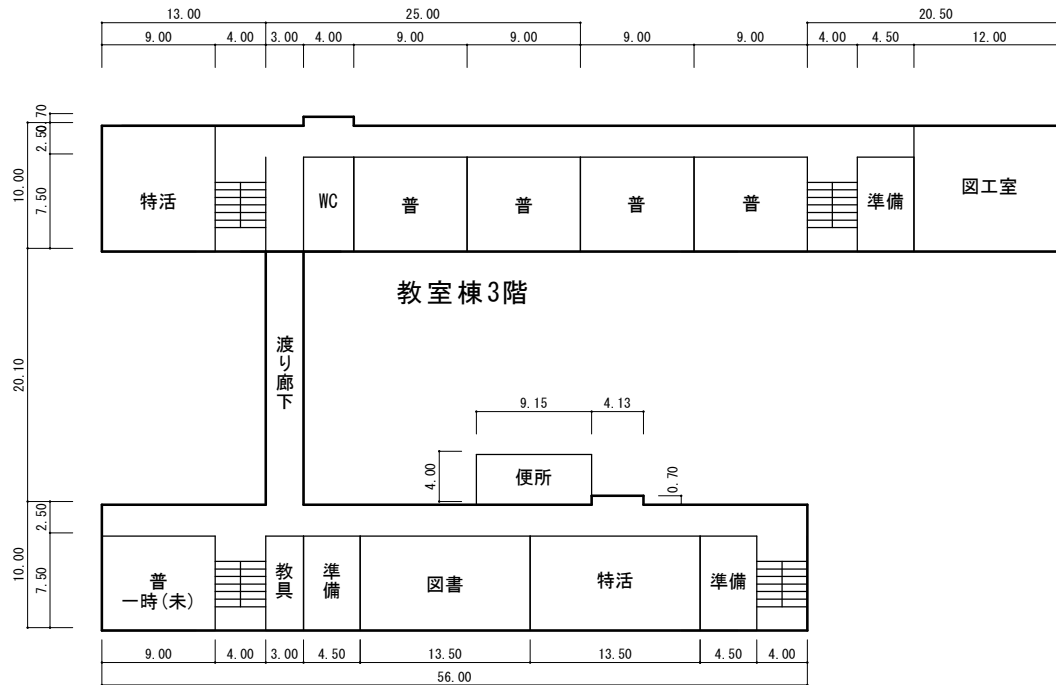 13.00 25.00 20.50
9.00 4.00 3.00 4.00 9.00 9.00 9.00 9.00 4.00 4.50 12.00
70
2.50
10.00
7.50
特活
WC
普
普
普
普
準備
図工室
教室棟3階
20.10
渡り廊下
9.15 4.13
4.00
便所
0.70
2.50
10.00
7.50
普
一時(未)
教具
準備
図書
特活
準備
9.00 4.00 3.00 4.50 13.50 13.50 4.50 4.00
56.00